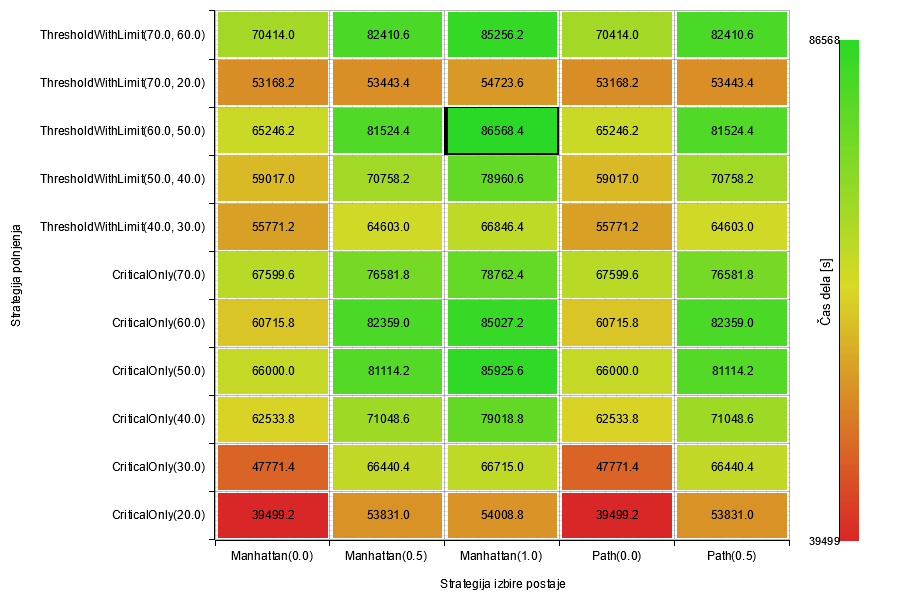 ThresholdWithLimit(70.0, 60.0) 70414.0 82410.6 85256.2 70414.0 82410.6 86568
ThresholdWithLimit(70.0, 20.0) 53168.2 53443.4 54723.6 53168.2 53443.4
ThresholdWithLimit(60.0, 50.0) 65246.2 81524.4 86568.4 65246.2 81524.4
ThresholdWithLimit(50.0, 40.0) 59017.0 70758.2 78960.6 59017.0 70758.2
ThresholdWithLimit(40.0, 30.0) 55771.2 64603.0 66846.4 55771.2 64603.0
CriticalOnly(70.0) 67599.6 76581.8 78762.4 67599.6 76581.8
CriticalOnly(60.0) 60715.8 82359.0 85027.2 60715.8 82359.0
CriticalOnly(50.0) 66000.0 81114.2 85925.6 66000.0 81114.2
CriticalOnly(40.0) 62533.8 71048.6 79018.8 62533.8 71048.6
CriticalOnly(30.0) 47771.4 66440.4 66715.0 47771.4 66440.4
CriticalOnly(20.0) 39499.2 53831.0 54008.8 39499.2 53831.0
39499
Manhattan(0.0) Manhattan(0.5) Manhattan(1.0) Path(0.0) Path(0.5)
Strategija izbire postaje
Strategija polnjenja
Čas dela [s]